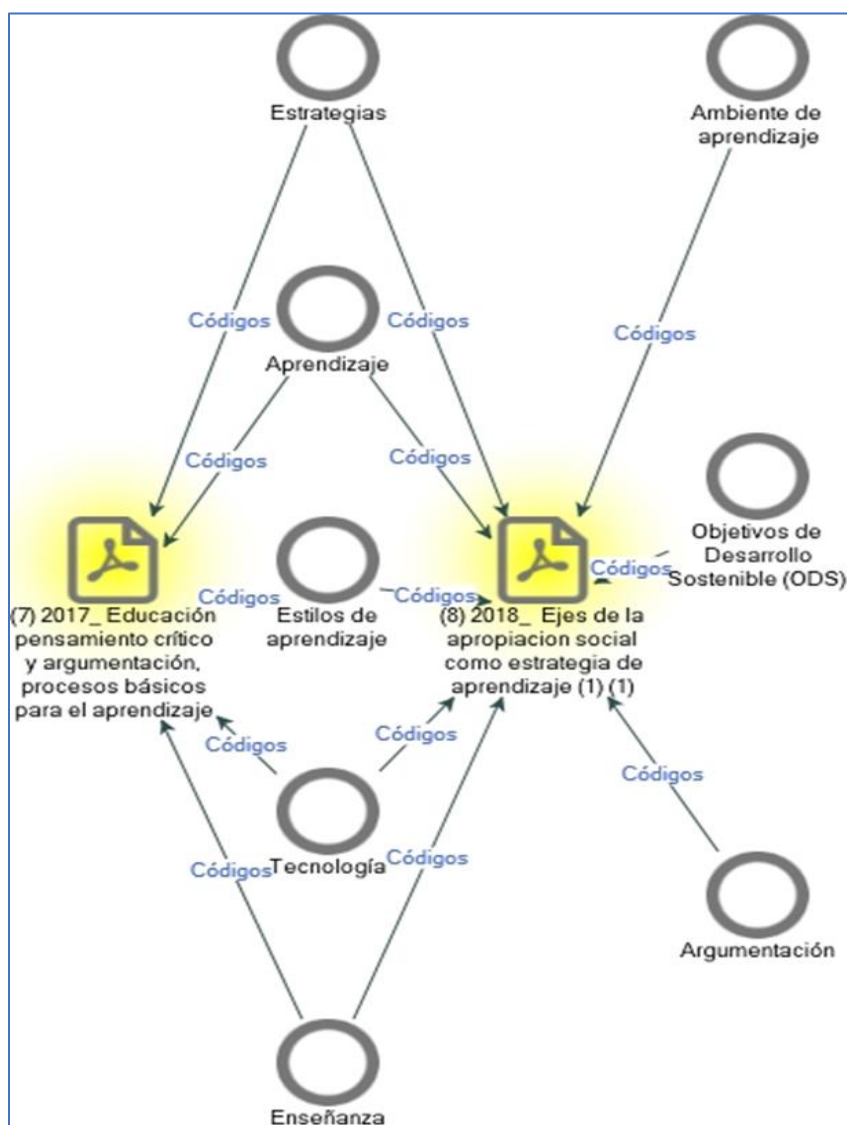 Estrategias
Ambiente de
aprendizaje
Códigos
Códigos
Códigos
Aprendizaje
Códigos
Códigos
Objetivos de
Desarrollo
Sostenible (ODS)
Códigos
Códigos
Códigos
(7) 2017_ Educación
pensamiento crítico
y argumentación,
procesos básicos
para el aprendizaje
Estilos de
aprendizaje
(8) 2018_ Ejes de la
apropiacion social
como estrategia de
aprendizaje (1) (1)
Códigos
Códigos
Códigos
Tecnología
Códigos
Códigos
Argumentación
Enseñanza